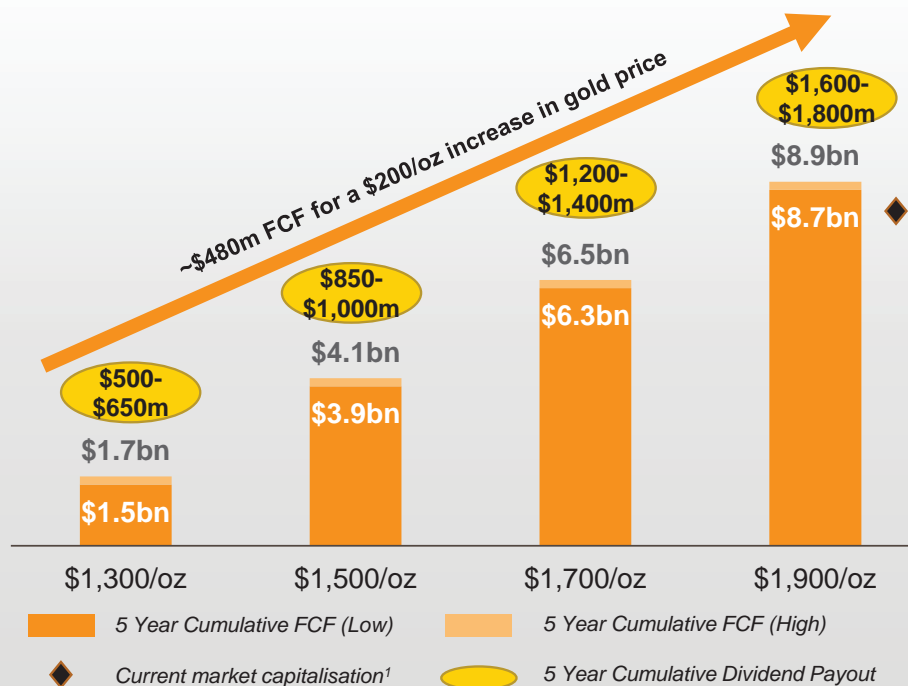 ~$480m FCF for a $200/oz increase in gold price
$1,600-
$1,800m
$8.9bn
$8.7bn
$1,200-
$1,400m
$6.5bn
$6.3bn
$850-
$1,000m
$4.1bn
$3.9bn
$500-
$650m
$1.7bn
$1.5bn
$1,300/oz
$1,500/oz
$1,700/oz
$1,900/oz
5 Year Cumulative FCF (Low)
5 Year Cumulative FCF (High)
Current market capitalisation¹
5 Year Cumulative Dividend Payout